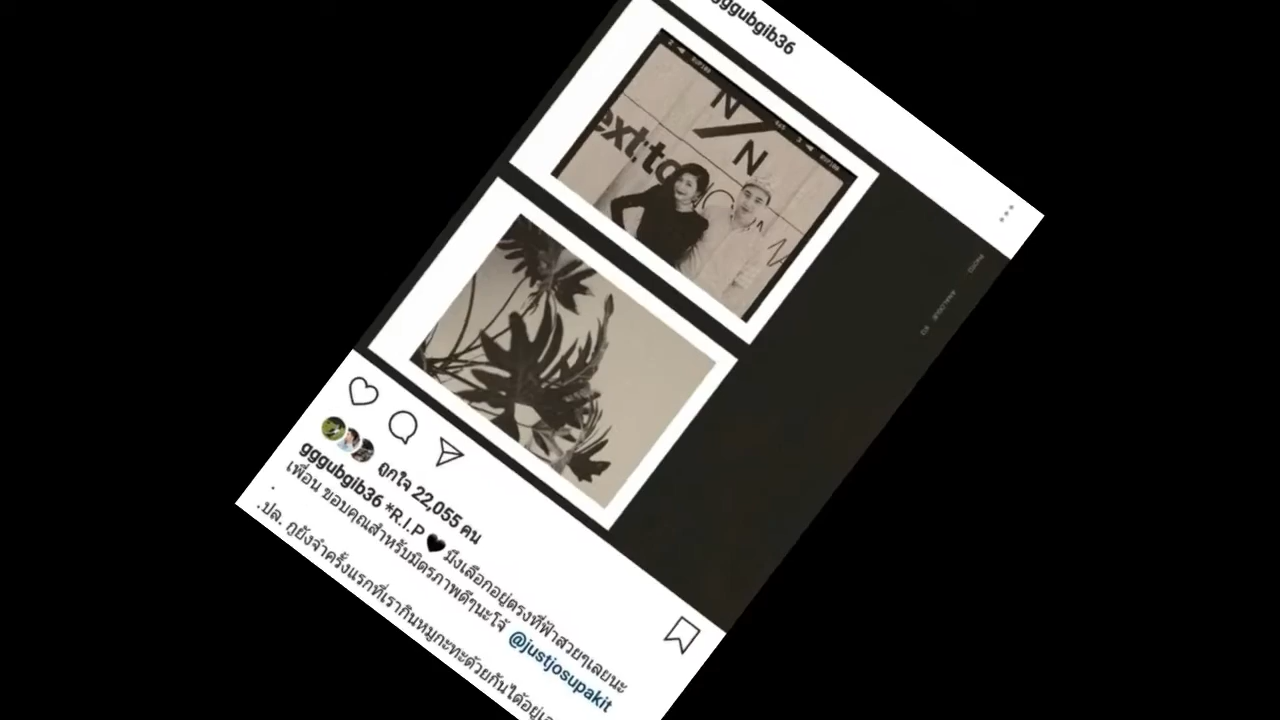 gggubgib36
N
N
ext to
PHOTO ANALOGUE TO
ถูกใจ 22,055 คน
gggubgib36 *R.I.P 🖤 มึงเลือกอยู่ตรงที่ฟ้าสวยๆเลยนะ
เพื่อน ขอบคุณสำหรับมิตรภาพดีๆนะโจ้ @justjosupakit
.
.ปล. กูยังจำครั้งแรกที่เรากินหมูกะทะด้วยกันได้อยู่